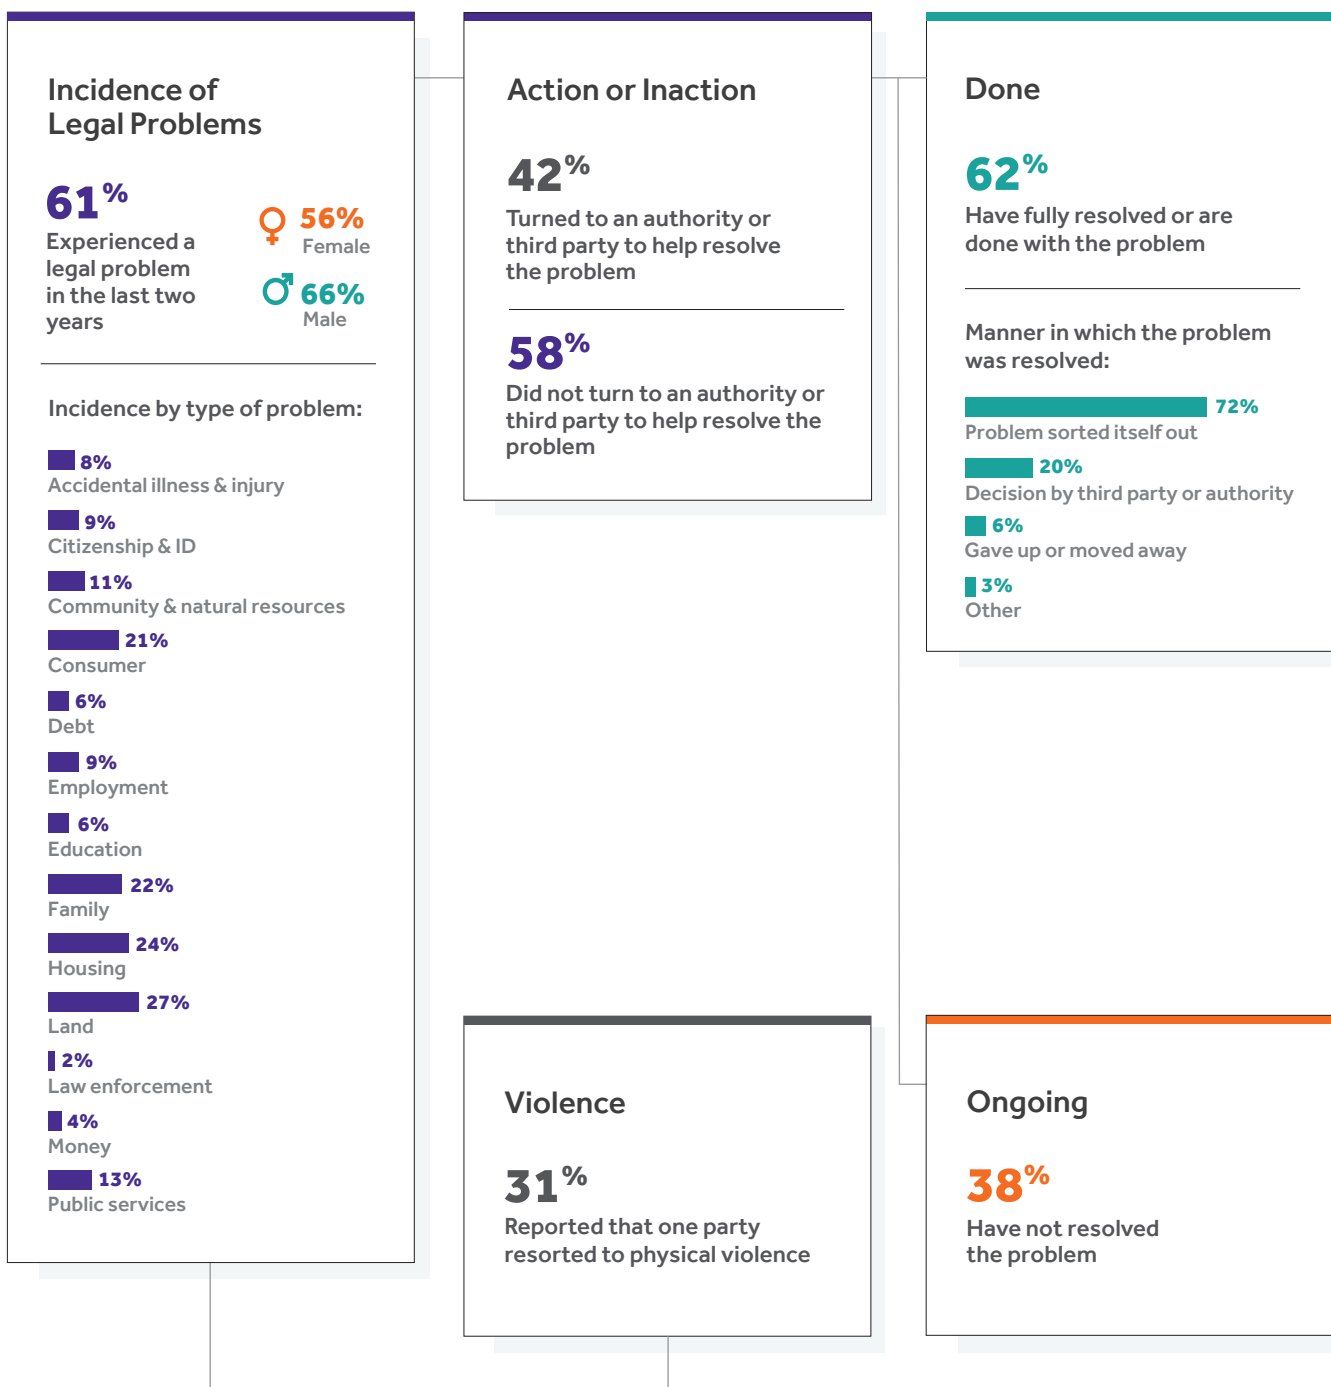 Incidence of
Legal Problems
61%
Experienced a
legal problem
in the last two
years
56%
Female
66%
Male
Incidence by type of problem:
8%
Accidental illness & injury
9%
Citizenship & ID
11%
Community & natural resources
21%
Consumer
6%
Debt
9%
Employment
6%
Education
22%
Family
24%
Housing
27%
Land
2%
Law enforcement
4%
Money
13%
Public services
Action or Inaction
42%
Turned to an authority or
third party to help resolve
the problem
58%
Did not turn to an authority or
third party to help resolve the
problem
Done
62%
Have fully resolved or are
done with the problem
Manner in which the problem
was resolved:
72%
Problem sorted itself out
20%
Decision by third party or authority
6%
Gave up or moved away
3%
Other
Violence
31%
Reported that one party
resorted to physical violence
Ongoing
38%
Have not resolved
the problem